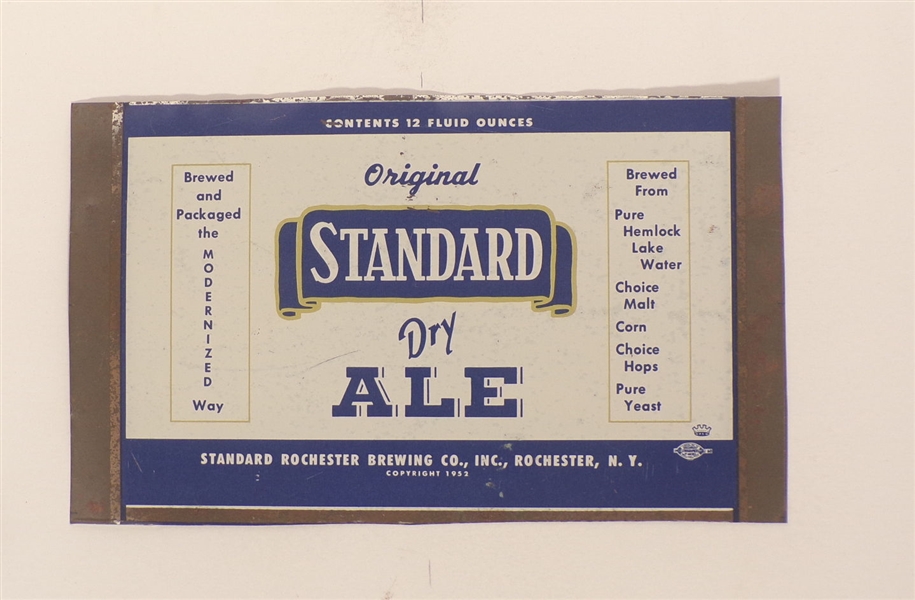 CONTENTS 12 FLUID OUNCES
Brewed
and
Packaged
the
MODERNIZED
Way
Original
STANDARD
Dry
ALE
Brewed
From
Pure
Hemlock
Lake
Water
Choice
Malt
Corn
Choice
Hops
Pure
Yeast
STANDARD ROCHESTER BREWING CO., INC., ROCHESTER, N. Y.
COPYRIGHT 1952